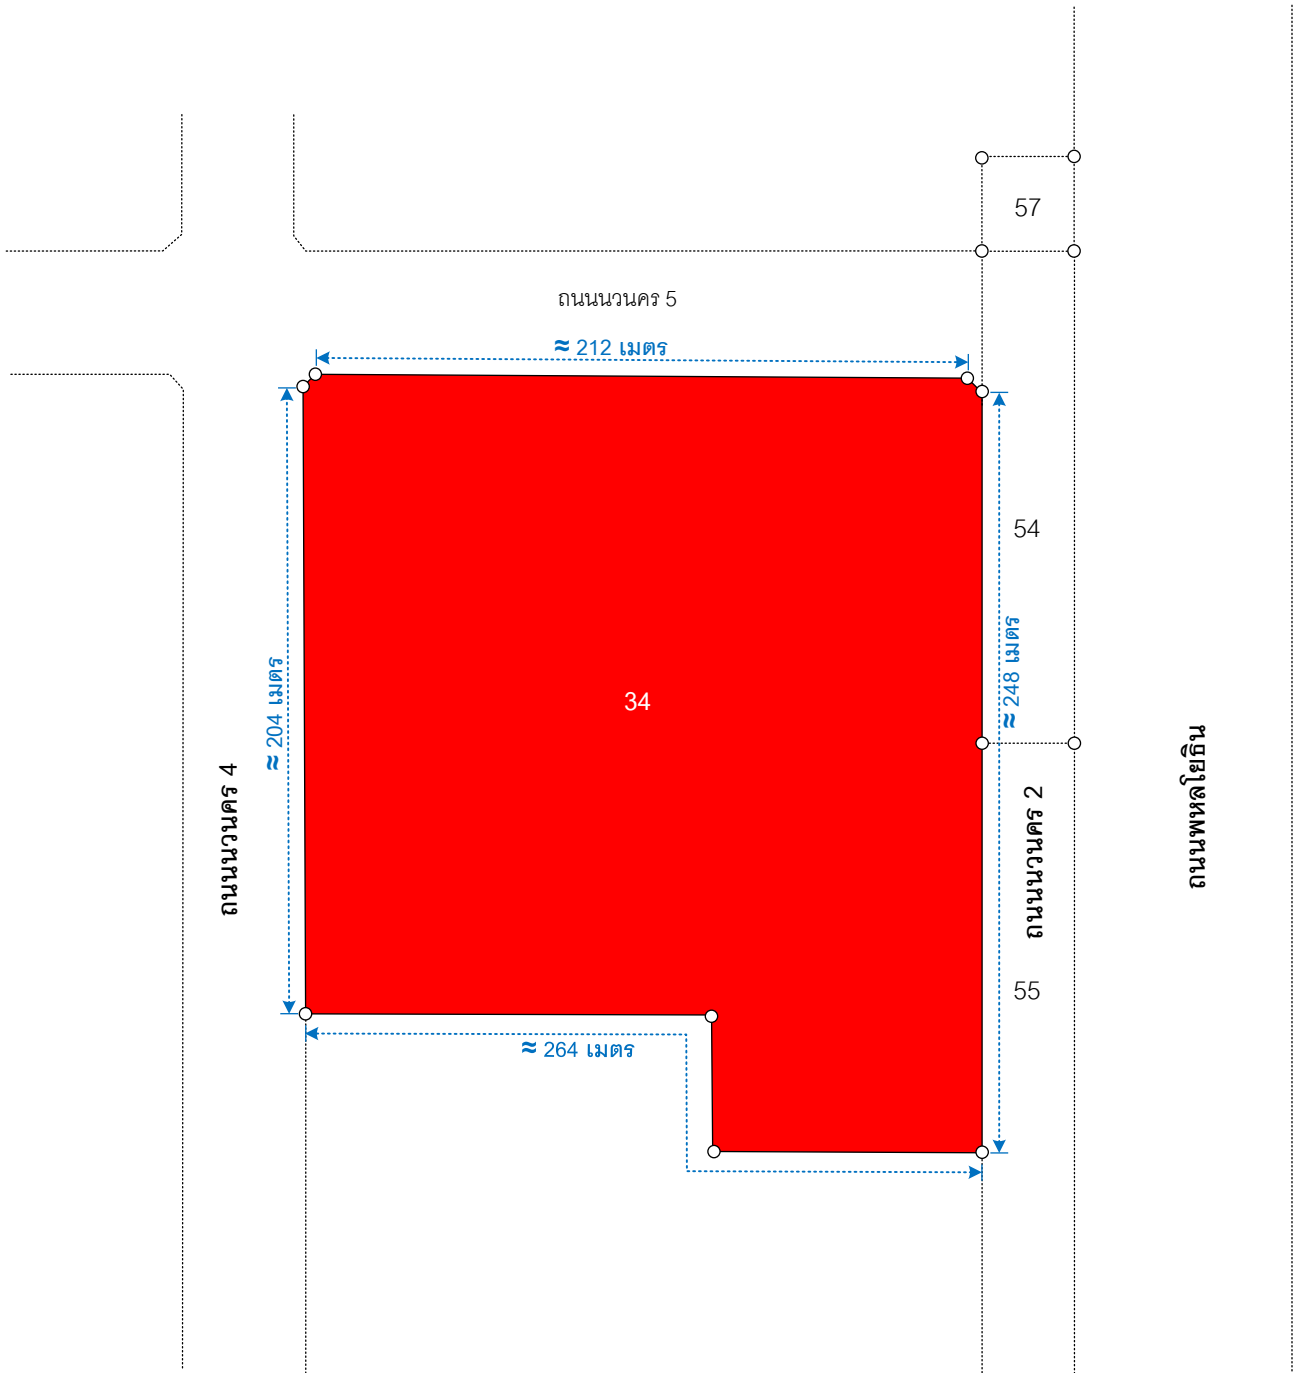 57
ถนนนวนคร 5
≈ 212 เมตร
54
≈ 248 เมตร
≈ 204 เมตร
34
ถนนนวนคร 4
ถนนนวนคร 2
ถนนพหลโยธิน
55
≈ 264 เมตร